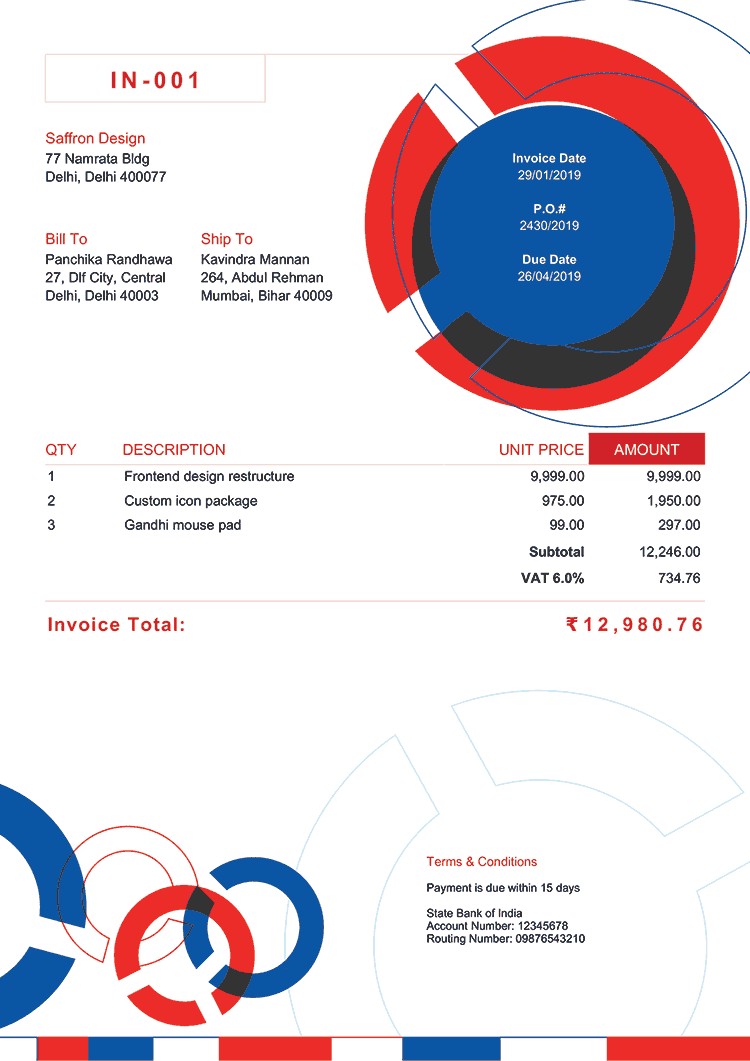 IN-001
Saffron Design
77 Namrata Bldg
Delhi, Delhi 400077
Invoice Date
29/01/2019
P.O.#
2430/2019
Due Date
26/04/2019
Bill To
Panchika Randhawa
27, Dlf City, Central
Delhi, Delhi 40003
Ship To
Kavindra Mannan
264, Abdul Rehman
Mumbai, Bihar 40009
QTY DESCRIPTION UNIT PRICE AMOUNT
1 Frontend design restructure 9,999.00 9,999.00
2 Custom icon package 975.00 1,950.00
3 Gandhi mouse pad 99.00 297.00
Subtotal 12,246.00
VAT 6.0% 734.76
Invoice Total: ₹12,980.76
Terms & Conditions
Payment is due within 15 days
State Bank of India
Account Number: 12345678
Routing Number: 09876543210